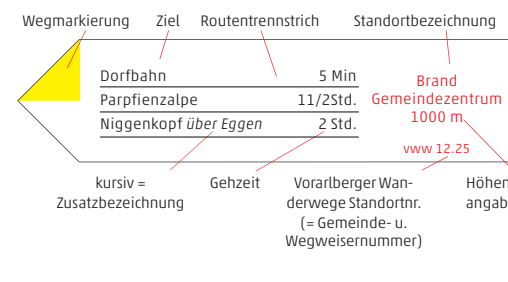 Wegmarkierung Ziel Routentrennstrich Standortbezeichnung
Dorfbahn 5 Min
Parpfienzalpe 11/2Std.
Niggenkopf über Eggen 2 Std.
Brand
Gemeindezentrum
1000 m
vww 12.25
kursiv =
Zusatzbezeichnung
Gehzeit
Vorarlberger Wan-
derwege Standortnr.
(= Gemeinde- u.
Wegweisernummer)
Höhen
angab